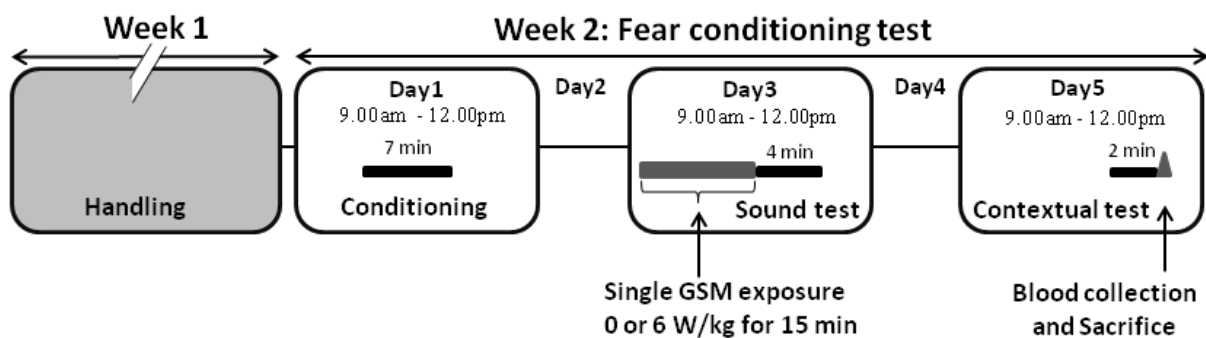 Week 1
Week 2: Fear conditioning test
Handling
Day1
9.00am - 12.00pm
7 min
Conditioning
Day2
Day3
9.00am - 12.00pm
4 min
Sound test
Day4
Day5
9.00am - 12.00pm
2 min
Contextual test
Single GSM exposure
0 or 6 W/kg for 15 min
Blood collection
and Sacrifice